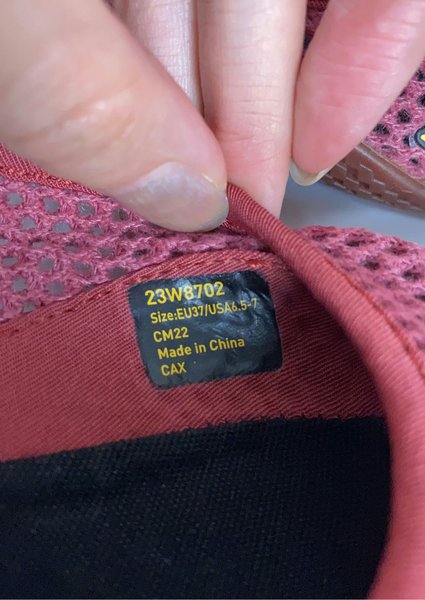 23W8702
Size:EU37/USA6.5-7
CM22
Made in China
CAX